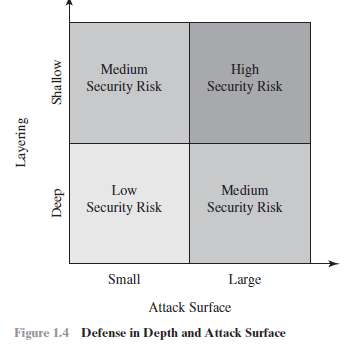 Layering
Shallow
Deep
Medium
Security Risk
High
Security Risk
Low
Security Risk
Medium
Security Risk
Small
Large
Attack Surface
Figure 1.4 Defense in Depth and Attack Surface